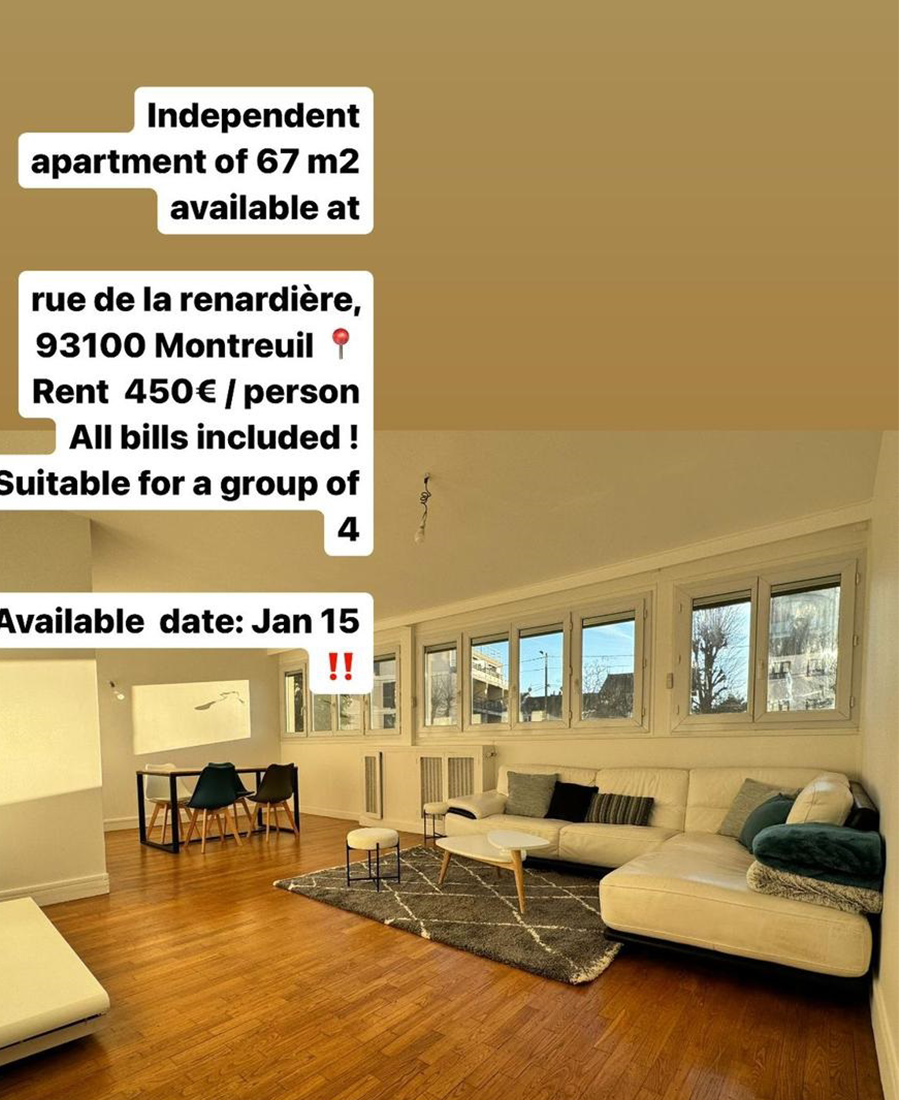 Independent
apartment of 67 m2
available at
rue de la renardière,
93100 Montreuil 📍
Rent 450€ / person
All bills included !
Suitable for a group of
4
Available date: Jan 15
‼️